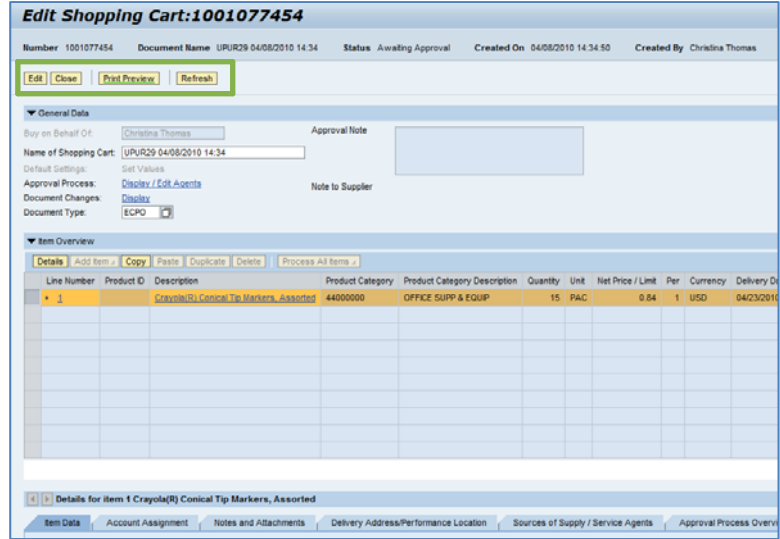 Edit Shopping Cart:1001077454
Number 1001077454 Document Name UPUR29 04/08/2010 14:34 Status Awaiting Approval Created On 04/08/2010 14:34:50 Created By Christina Thomas
Edit Close Print Preview Refresh
General Data
Buy on Behalf Of: Christina Thomas Approval Note
Name of Shopping Cart: UPUR29 04/08/2010 14:34
Default Settings: Set Values
Approval Process: Display / Edit Agents Note to Supplier
Document Changes: Display
Document Type: ECPO
Item Overview
Details Add Item Copy Paste Duplicate Delete Process All Items
Line Number Product ID Description Product Category Product Category Description Quantity Unit Net Price / Limit Per Currency Delivery
1 Crayola(R) Conical Tip Markers, Assorted 44000000 OFFICE SUPP & EQUIP 15 PAC 0.84 1 USD 04/23/2010
Details for item 1 Crayola(R) Conical Tip Markers, Assorted
Item Data Account Assignment Notes and Attachments Delivery Address/Performance Location Sources of Supply / Service Agents Approval Process Overvi